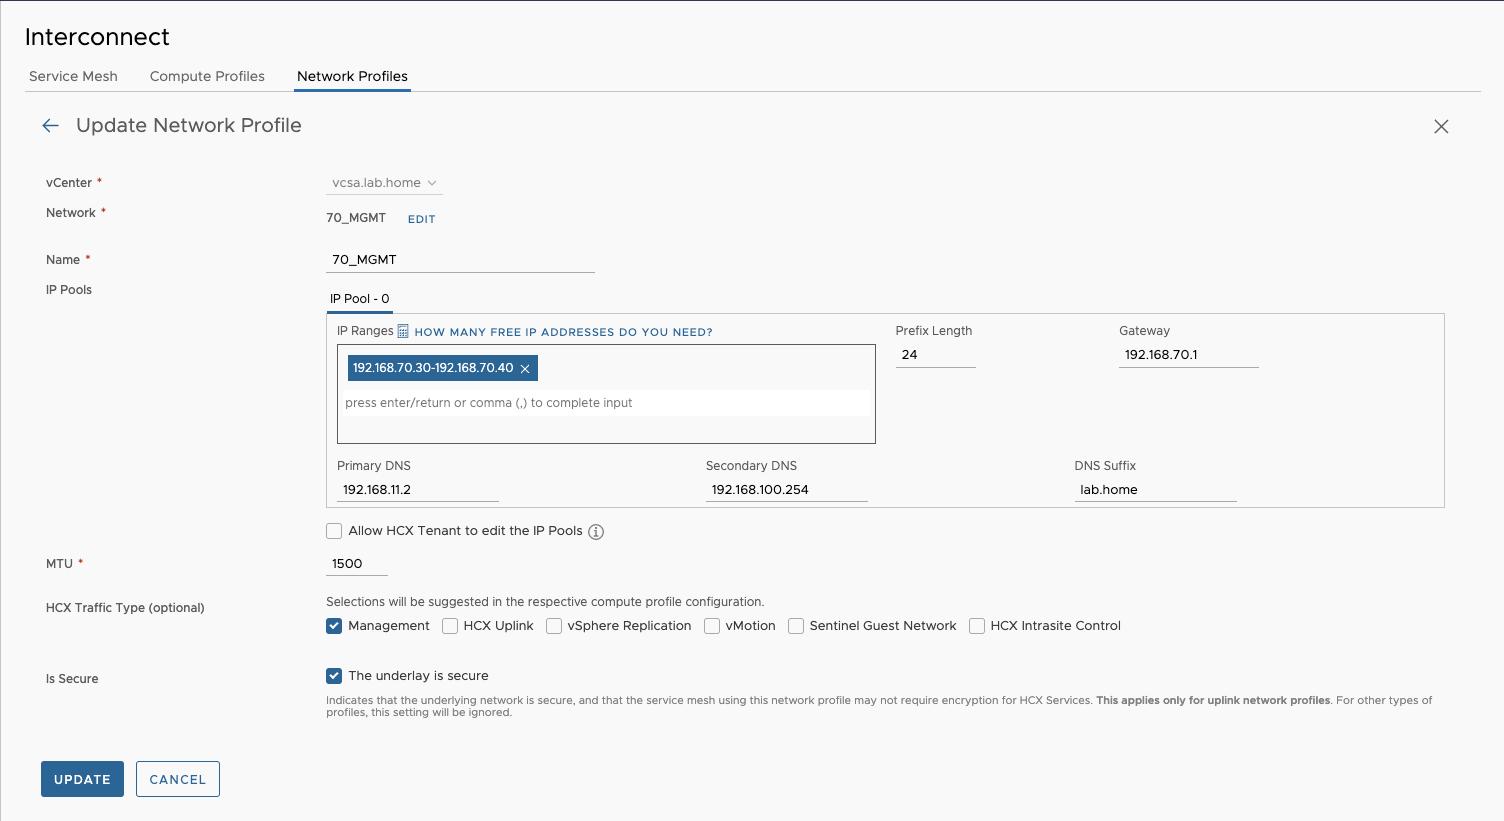 Interconnect
Service Mesh Compute Profiles Network Profiles
Update Network Profile
vCenter * vcsa.lab.home
Network * 70_MGMT EDIT
Name * 70_MGMT
IP Pools
IP Pool - 0
IP Ranges HOW MANY FREE IP ADDRESSES DO YOU NEED? Prefix Length Gateway
192.168.70.30-192.168.70.40 24 192.168.70.1
press enter/return or comma (,) to complete input
Primary DNS Secondary DNS DNS Suffix
192.168.11.2 192.168.100.254 lab.home
Allow HCX Tenant to edit the IP Pools
MTU * 1500
HCX Traffic Type (optional) Selections will be suggested in the respective compute profile configuration.
Management HCX Uplink vSphere Replication vMotion Sentinel Guest Network HCX Intrasite Control
Is Secure The underlay is secure
Indicates that the underlying network is secure, and that the service mesh using this network profile may not require encryption for HCX Services. This applies only for uplink network profiles. For other types of
profiles, this setting will be ignored.
UPDATE CANCEL